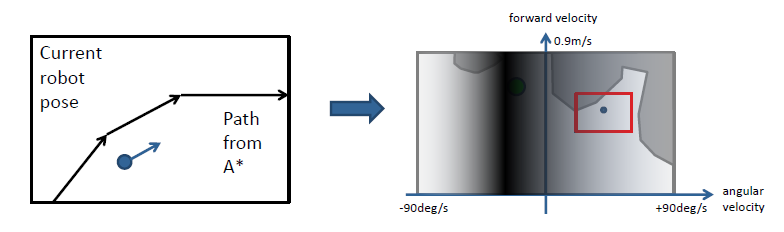 Current
robot
pose
Path
from
A*
forward velocity
0.9m/s
-90deg/s
+90deg/s
angular
velocity